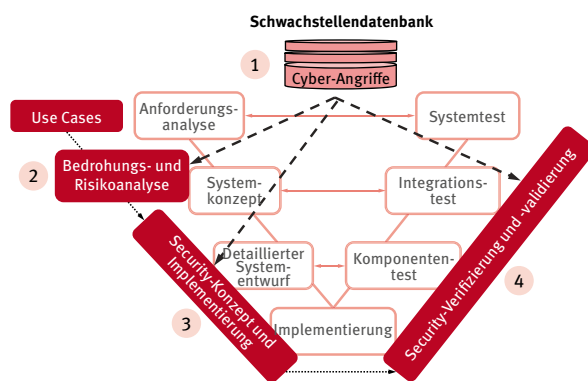 Schwachstellendatenbank
1
Cyber-Angriffe
Anforderungs-
analyse
Systemtest
Use Cases
2
Bedrohungs- und
Risikoanalyse
System-
konzept
Integrations-
test
Detaillierter
System-
entwurf
Komponenten-
test
Security-Konzept und
Implementierung
3
Implementierung
Security-Verifizierung und -validierung
4